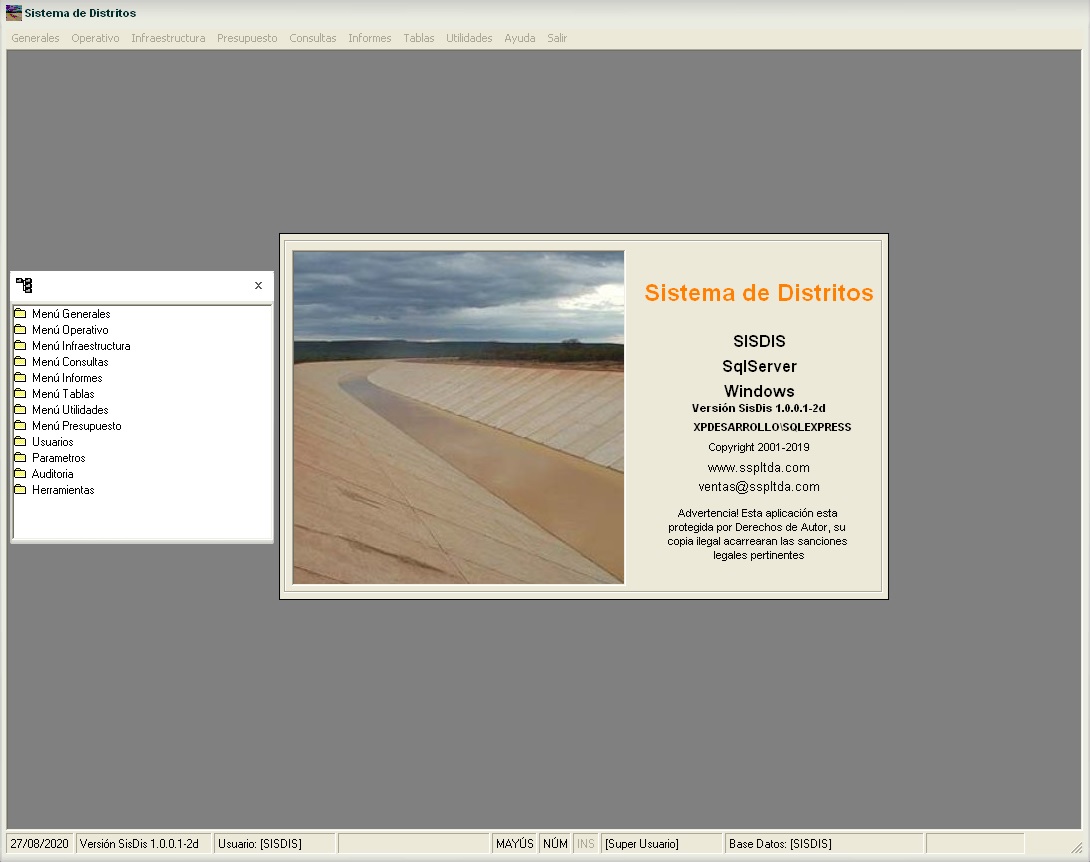 Sistema de Distritos
Generales Operativo Infraestructura Presupuesto Consultas Informes Tablas Utilidades Ayuda Salir
x
Menú Generales
Menú Operativo
Menú Infraestructura
Menú Consultas
Menú Informes
Menú Tablas
Menú Utilidades
Menú Presupuesto
Usuarios
Parametros
Auditoria
Herramientas
Sistema de Distritos
SISDIS
SqlServer
Windows
Versión SisDis 1.0.0.1-2d
XPDESARROLLO\SQLEXPRESS
Copyright 2001-2019
www.sspltda.com
ventas@sspltda.com
Advertencia! Esta aplicación esta
protegida por Derechos de Autor, su
copia ilegal acarrearan las sanciones
legales pertinentes
27/08/2020 Versión SisDis 1.0.0.1-2d Usuario: [SISDIS] MAYÚS NÚM INS [Super Usuario] Base Datos: [SISDIS]